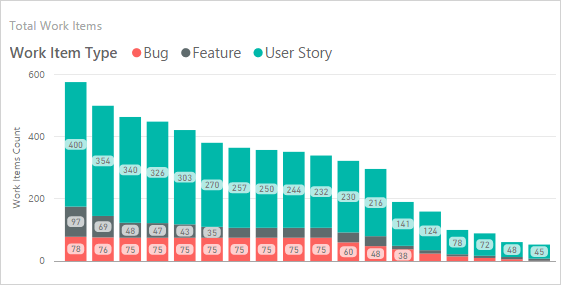 Total Work Items
Work Item Type Bug Feature User Story
Work Items Count
600
400
200
0
400 354 340 326 303 270 257 250 244 232 230 216 141 124 78 72 48 45
97 69 48 47 43 35
78 76 75 75 75 75 75 75 75 75 60 48 38